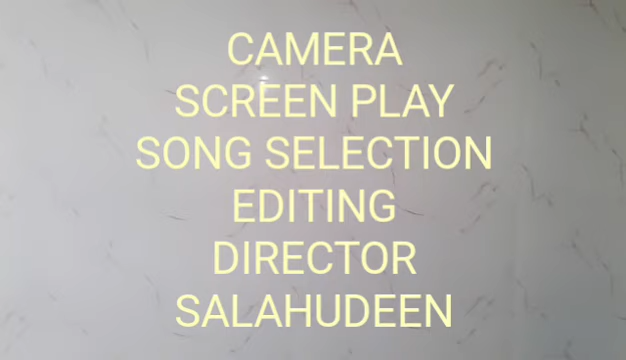 CAMERA
SCREEN PLAY
SONG SELECTION
EDITING
DIRECTOR
SALAHUDEEN